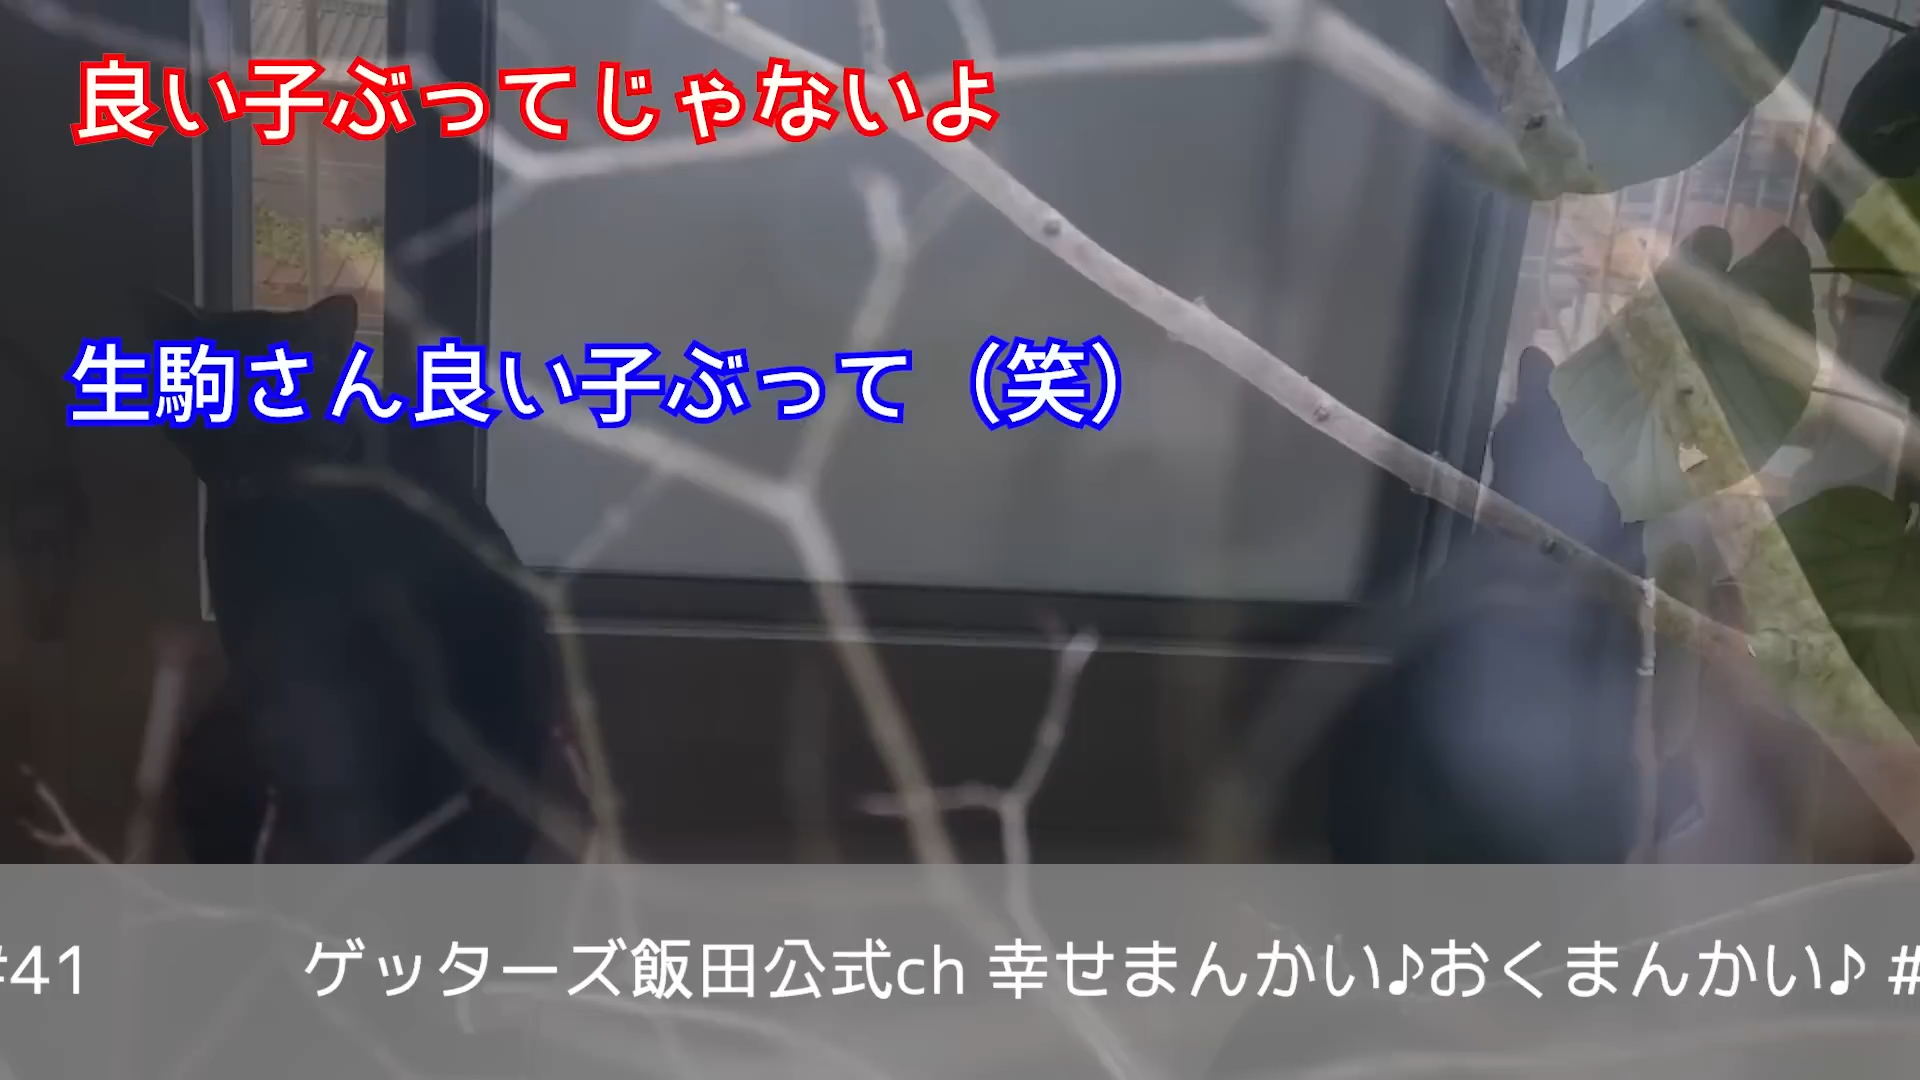 良い子ぶってじゃないよ
生駒さん良い子ぶって（笑）
#41 ゲッターズ飯田公式ch 幸せまんかい♪おくまんかい♪ #